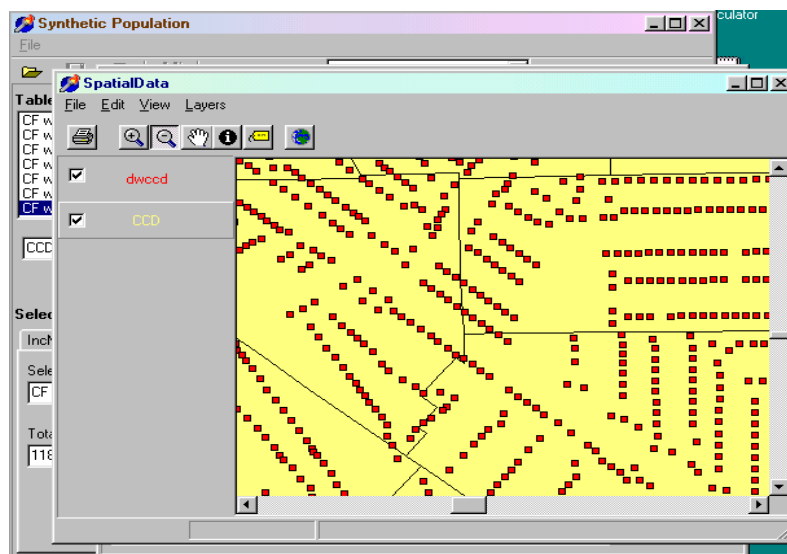 culator
Synthetic Population
File
SpatialData
File Edit View Layers
Table
CF w
CF w
CF w
CF w
CF w
CF w
CF w
CCD
dwccd
CCD
Selec
Sele
CF
Tota
118